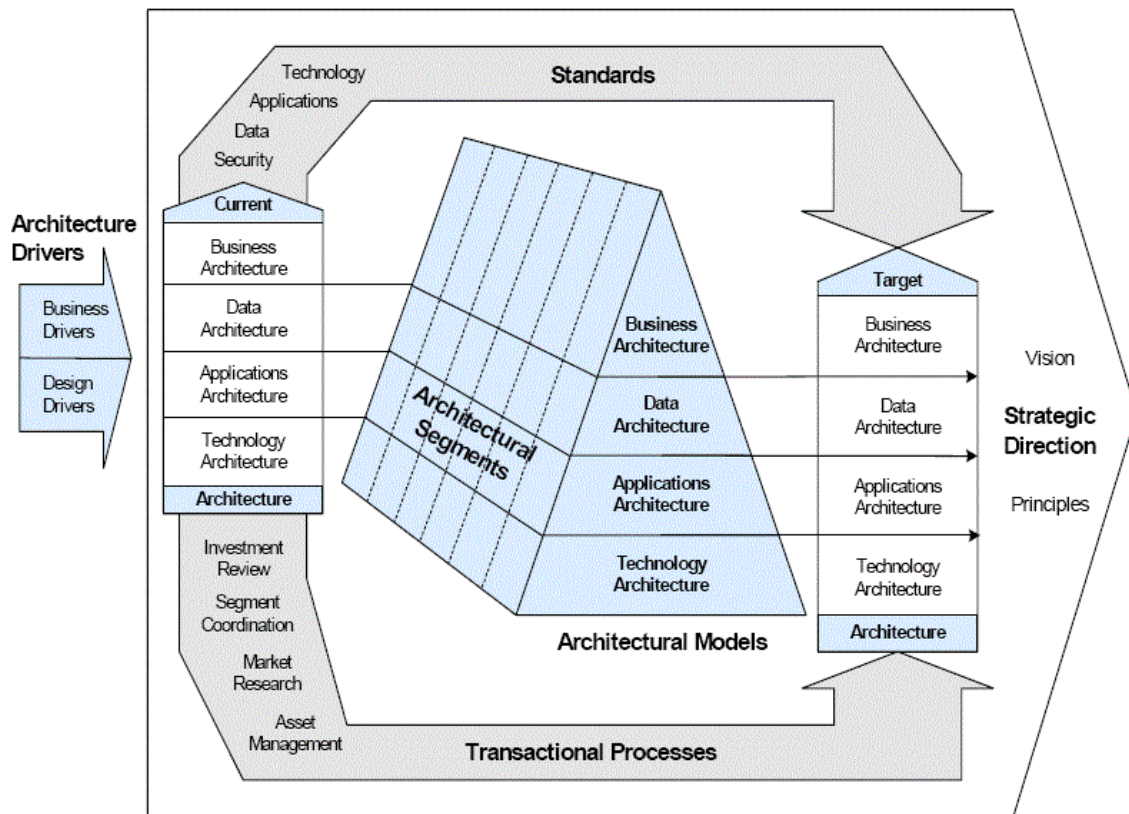 Technology
Applications
Data
Security
Standards
Architecture
Drivers
Business
Drivers
Design
Drivers
Current
Business
Architecture
Data
Architecture
Applications
Architecture
Technology
Architecture
Architecture
Investment
Review
Segment
Coordination
Market
Research
Asset
Management
Transactional Processes
Architectural
Segments
Business
Architecture
Data
Architecture
Applications
Architecture
Technology
Architecture
Architectural Models
Target
Business
Architecture
Data
Architecture
Applications
Architecture
Technology
Architecture
Architecture
Vision
Strategic
Direction
Principles